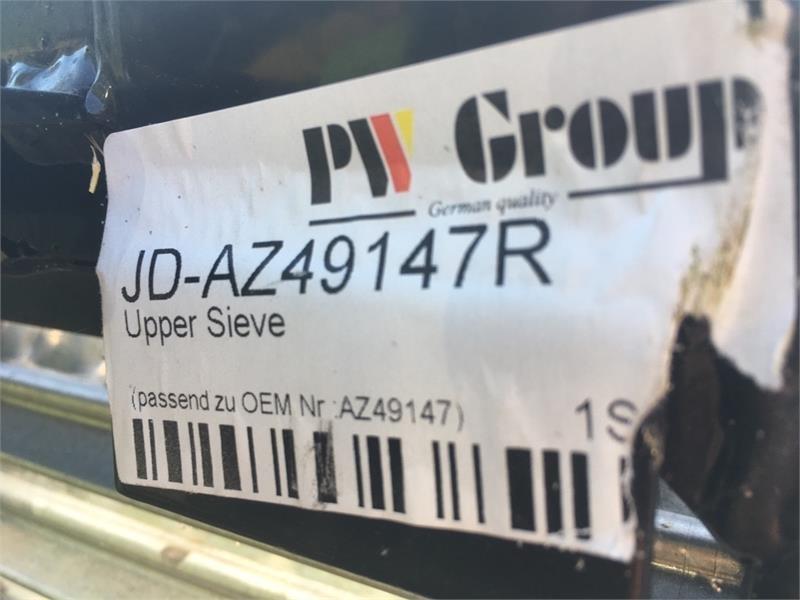 PW Group
German quality
JD-AZ49147R
Upper Sieve
(passend zu OEM Nr.:AZ49147)
1S